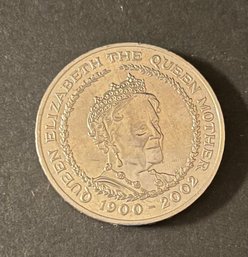 QUEEN ELIZABETH THE QUEEN MOTHER
1900 - 2002